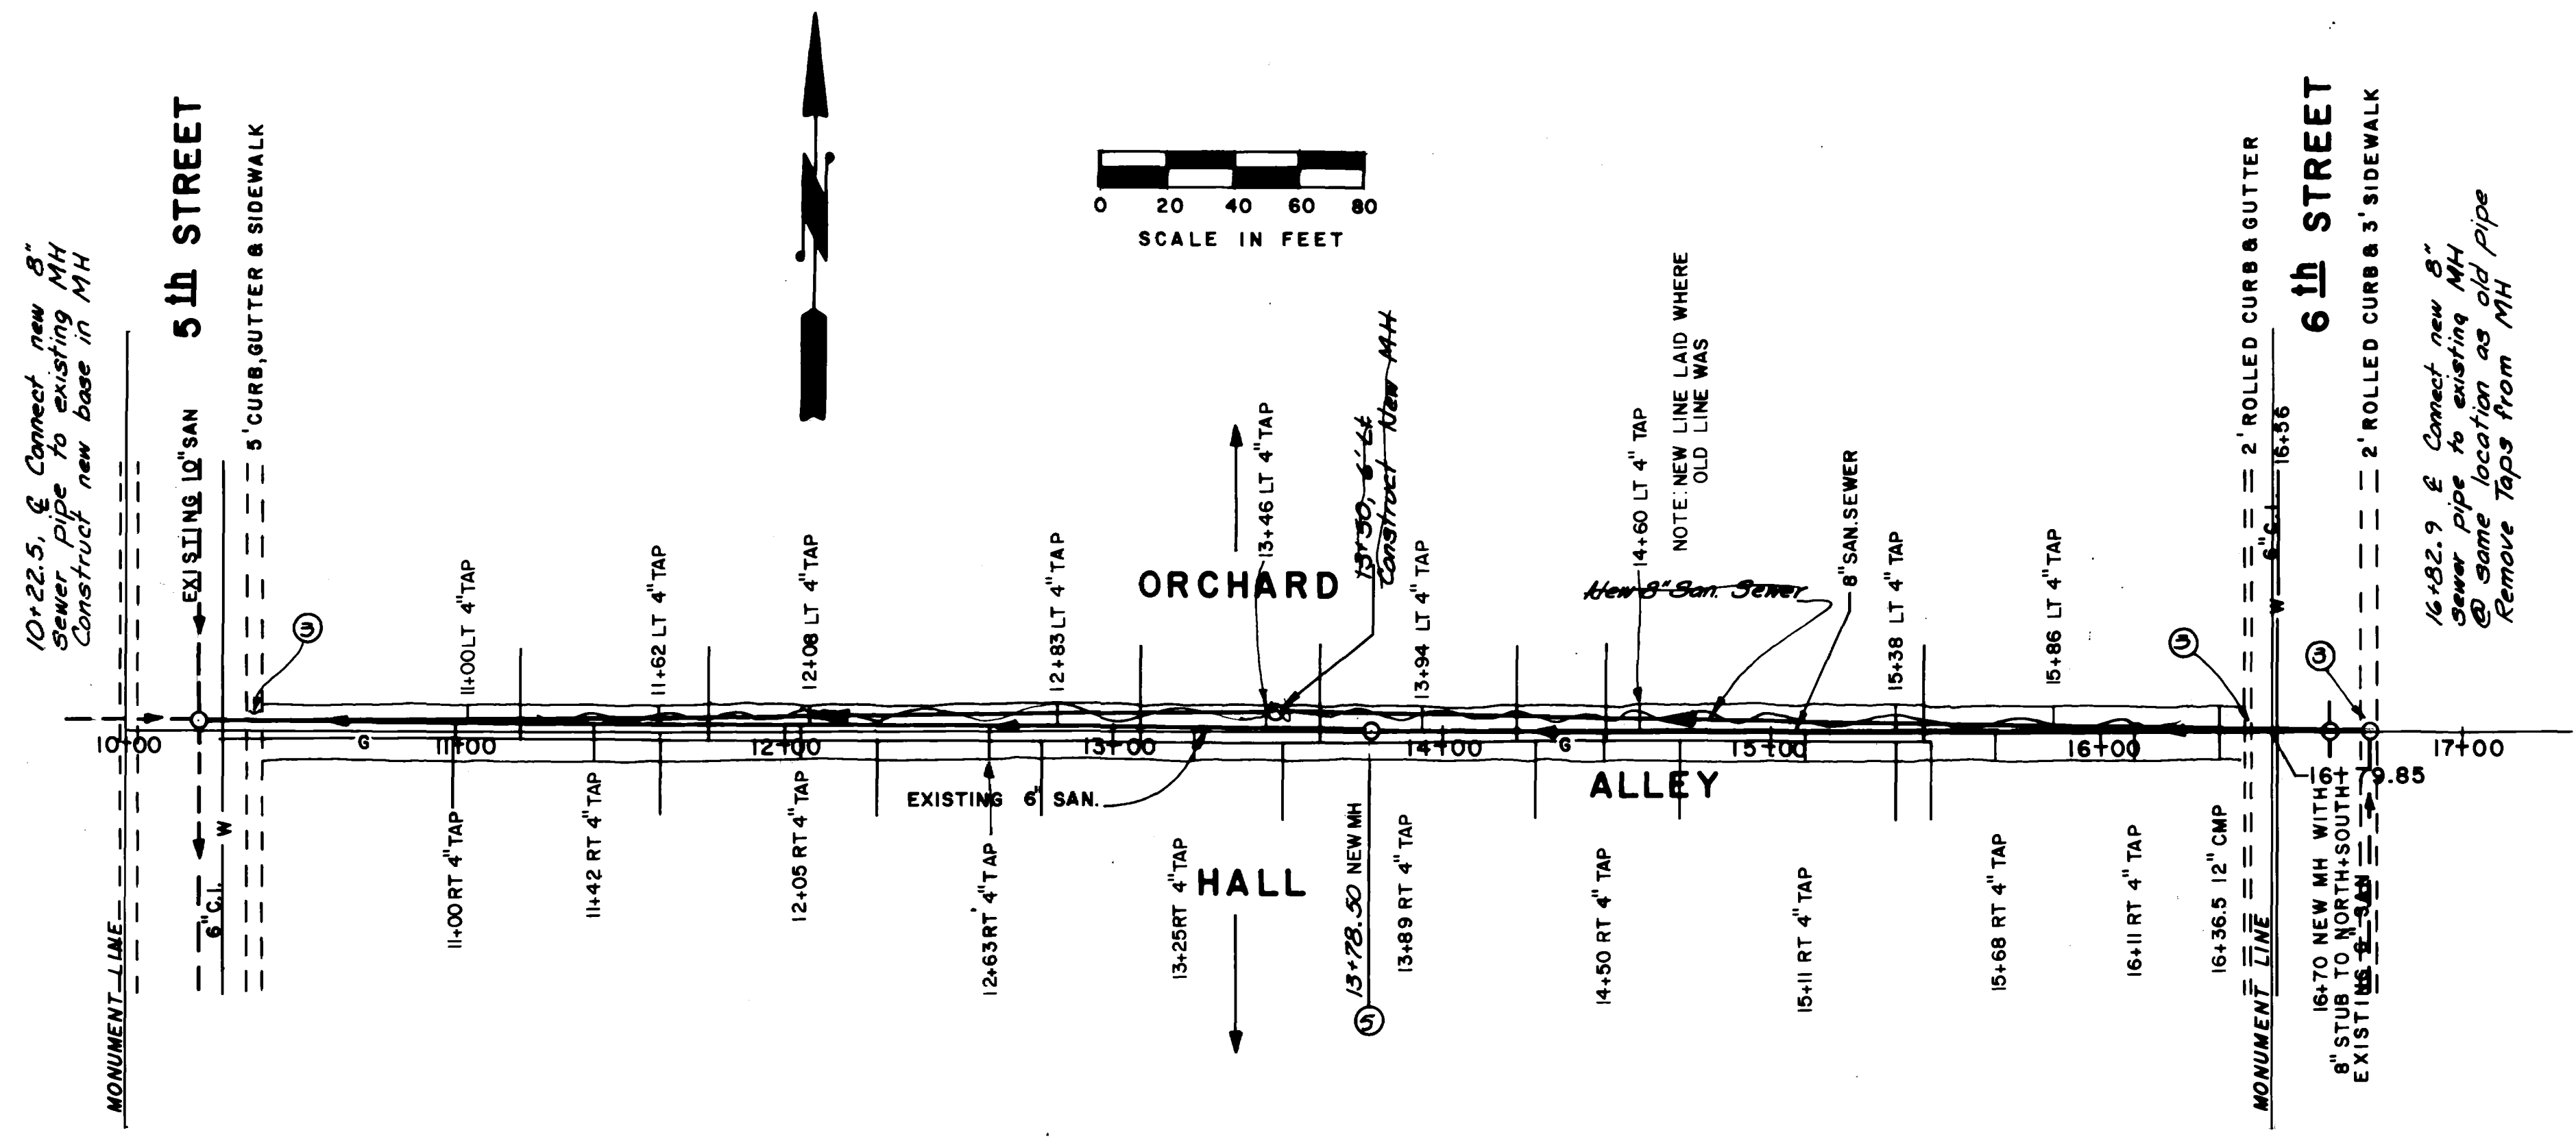 10+22.5, ℄ Connect new 8"
sewer pipe to existing MH
Construct new base in MH
5th STREET
5' CURB, GUTTER & SIDEWALK
EXISTING 10" SAN
N
0 20 40 60 80
SCALE IN FEET
2' ROLLED CURB & GUTTER
6th STREET
2' ROLLED CURB & 3' SIDEWALK
16+82.9 ℄ Connect new 8"
sewer pipe to existing MH
@ same location as old pipe
Remove Taps from MH
6" C.I.
W
16+56
3
11+00 LT 4" TAP
11+62 LT 4" TAP
12+08 LT 4" TAP
12+83 LT 4" TAP
ORCHARD
13+46 LT 4" TAP
13+50, 6' Lt
Construct New MH
13+94 LT 4" TAP
14+60 LT 4" TAP
NOTE: NEW LINE LAID WHERE
OLD LINE WAS
New 8" San. Sewer
8" SAN. SEWER
15+38 LT 4" TAP
15+86 LT 4" TAP
3
3
10+00
G
11+00
12+00
13+00
14+00
G
15+00
16+00
17+00
16+79.85
EXISTING 6" SAN.
ALLEY
HALL
MONUMENT LINE
6" C.I.
W
11+00 RT 4" TAP
11+42 RT 4" TAP
12+05 RT 4" TAP
12+63 RT' 4" TAP
13+25 RT 4" TAP
13+78.50 NEW MH
5
13+89 RT 4" TAP
14+50 RT 4" TAP
15+11 RT 4" TAP
15+68 RT 4" TAP
16+11 RT 4" TAP
16+36.5 12" CMP
MONUMENT LINE
16+70 NEW MH WITH
8" STUB TO NORTH+SOUTH
EXISTING SAN